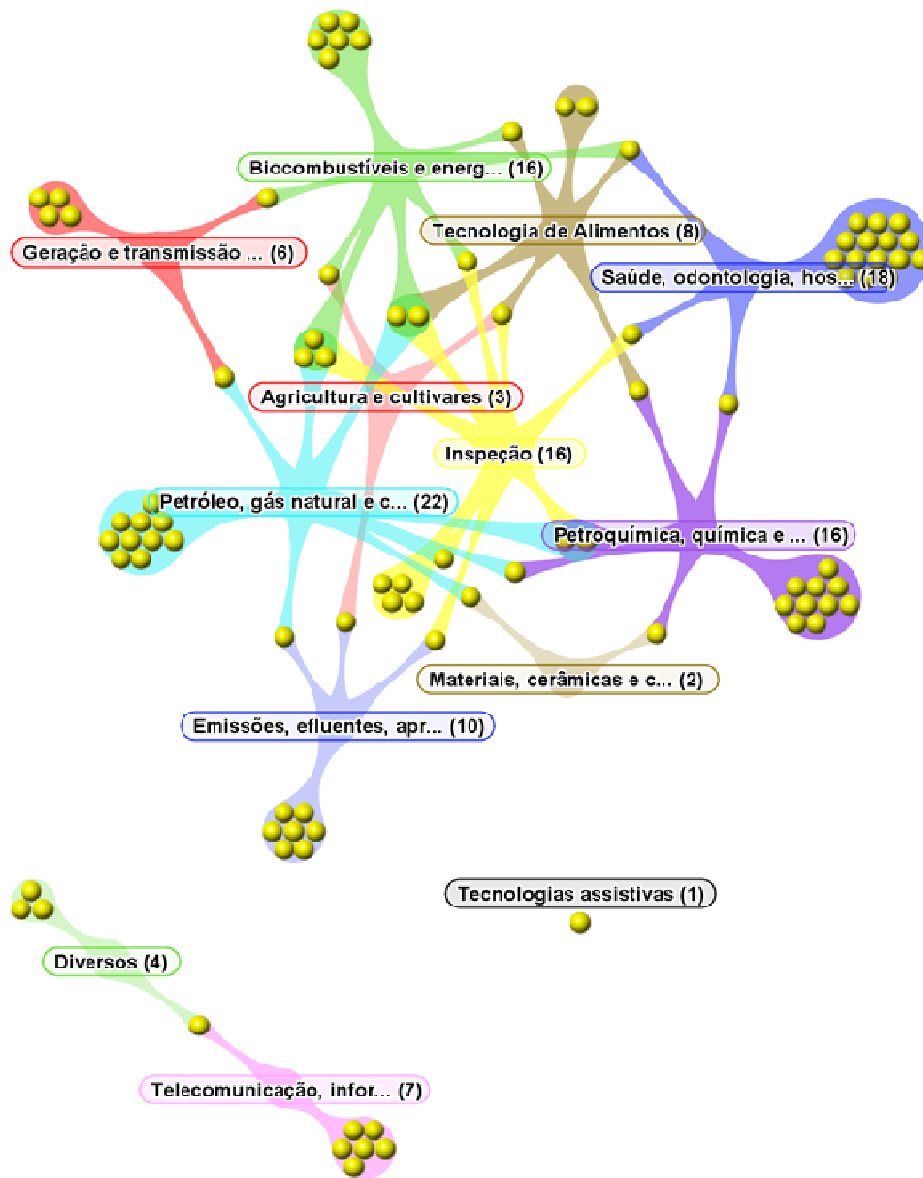 Biocombustíveis e energ... (16)
Tecnologia de Alimentos (8)
Geração e transmissão ... (6)
Saúde, odontologia, hos... (18)
Agricultura e cultivares (3)
Inspeção (16)
Petróleo, gás natural e c... (22)
Petroquímica, química e ... (16)
Materiais, cerâmicas e c... (2)
Emissões, efluentes, apr... (10)
Tecnologias assistivas (1)
Diversos (4)
Telecomunicação, infor... (7)